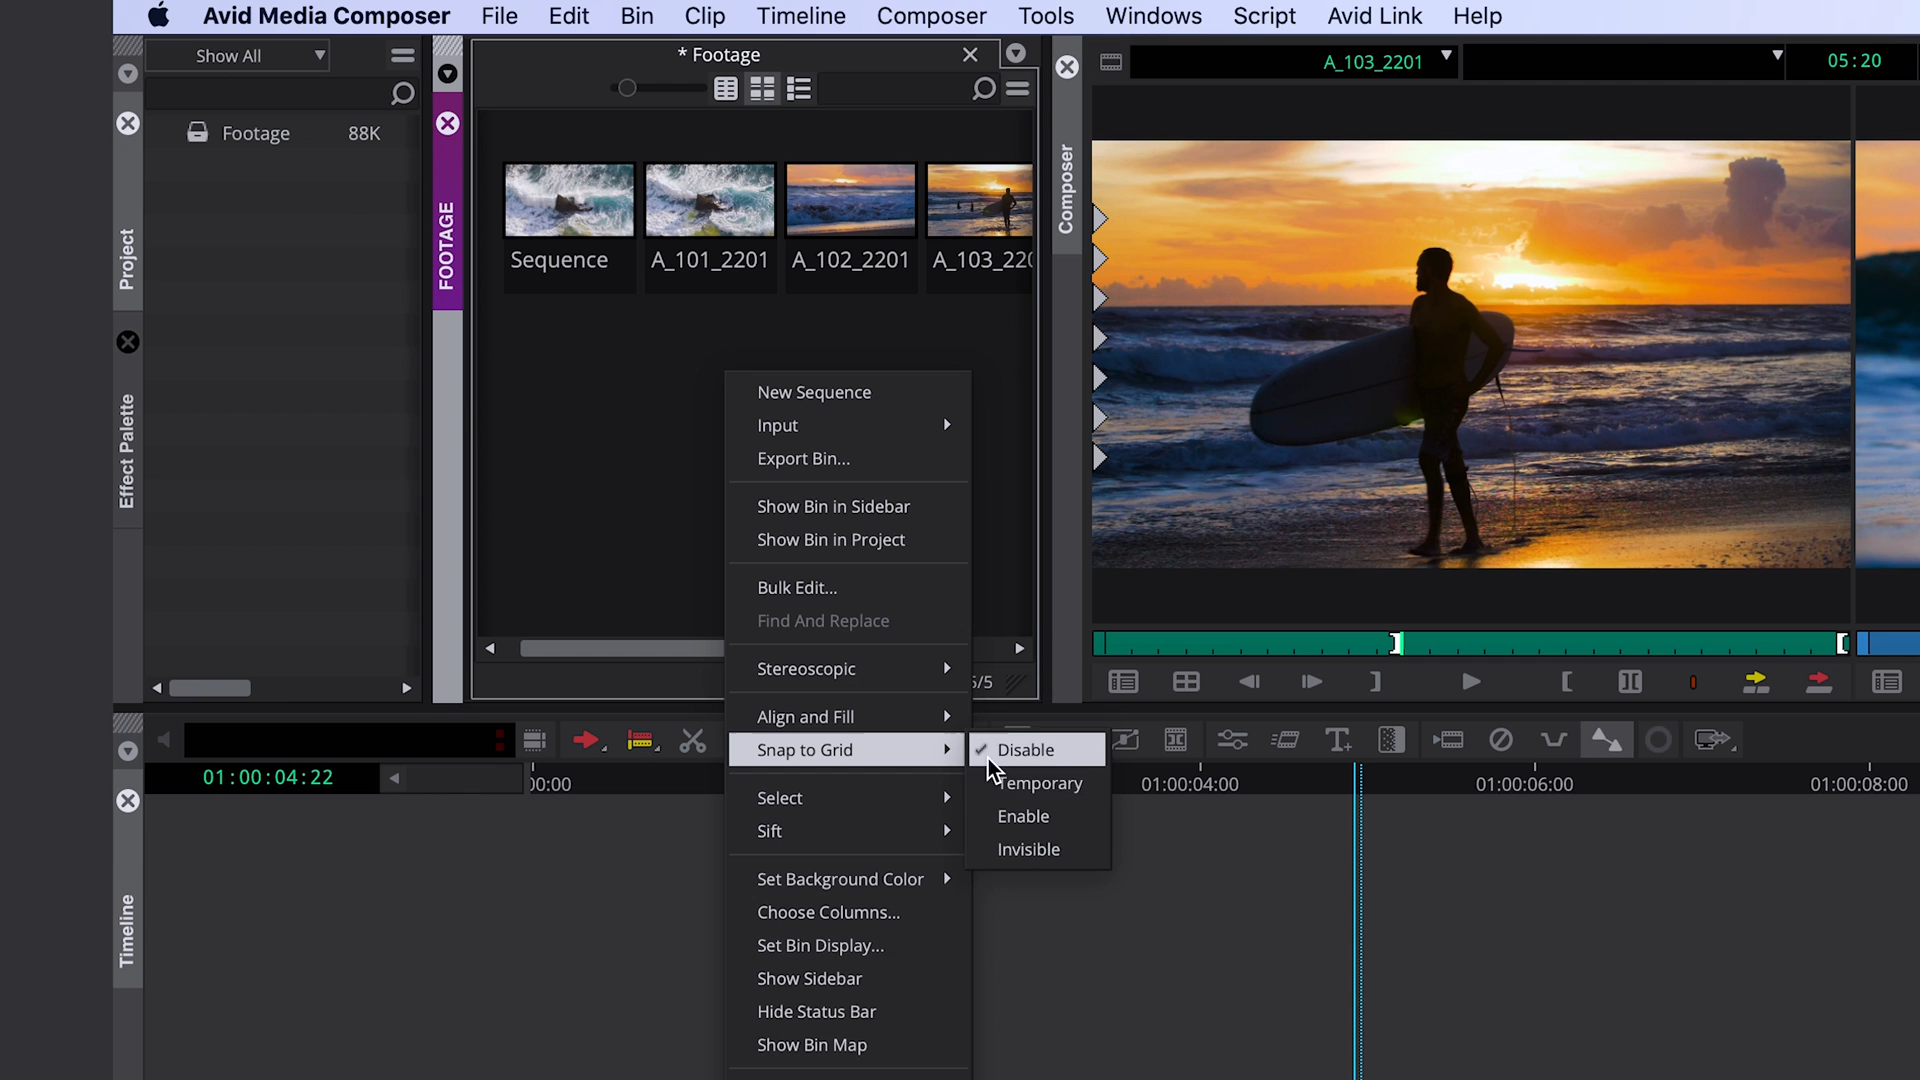 Avid Media Composer File Edit Bin Clip Timeline Composer Tools Windows Script Avid Link Help
Show All
Footage 88K
Project
Effect Palette
FOOTAGE
* Footage
Sequence A_101_2201 A_102_2201 A_103_220
5/5
Composer
A_103_2201
05:20
New Sequence
Input
Export Bin...
Show Bin in Sidebar
Show Bin in Project
Bulk Edit...
Find And Replace
Stereoscopic
Align and Fill
Snap to Grid
Select
Sift
Set Background Color
Choose Columns...
Set Bin Display...
Show Sidebar
Hide Status Bar
Show Bin Map
Disable
Temporary
Enable
Invisible
01:00:04:22
00:00
01:00:04:00
01:00:06:00
01:00:08:00
Timeline